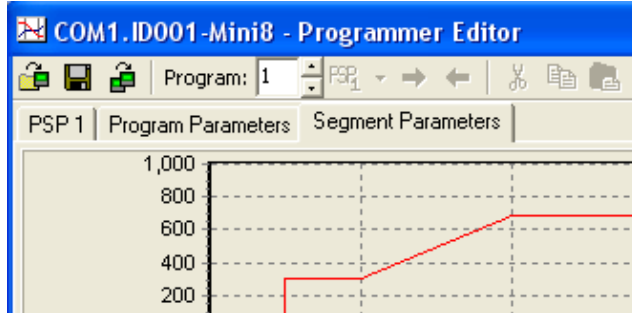 COM1.ID001-Mini8 - Programmer Editor
Program: 1 PSP1
PSP 1 Program Parameters Segment Parameters
1,000
800
600
400
200